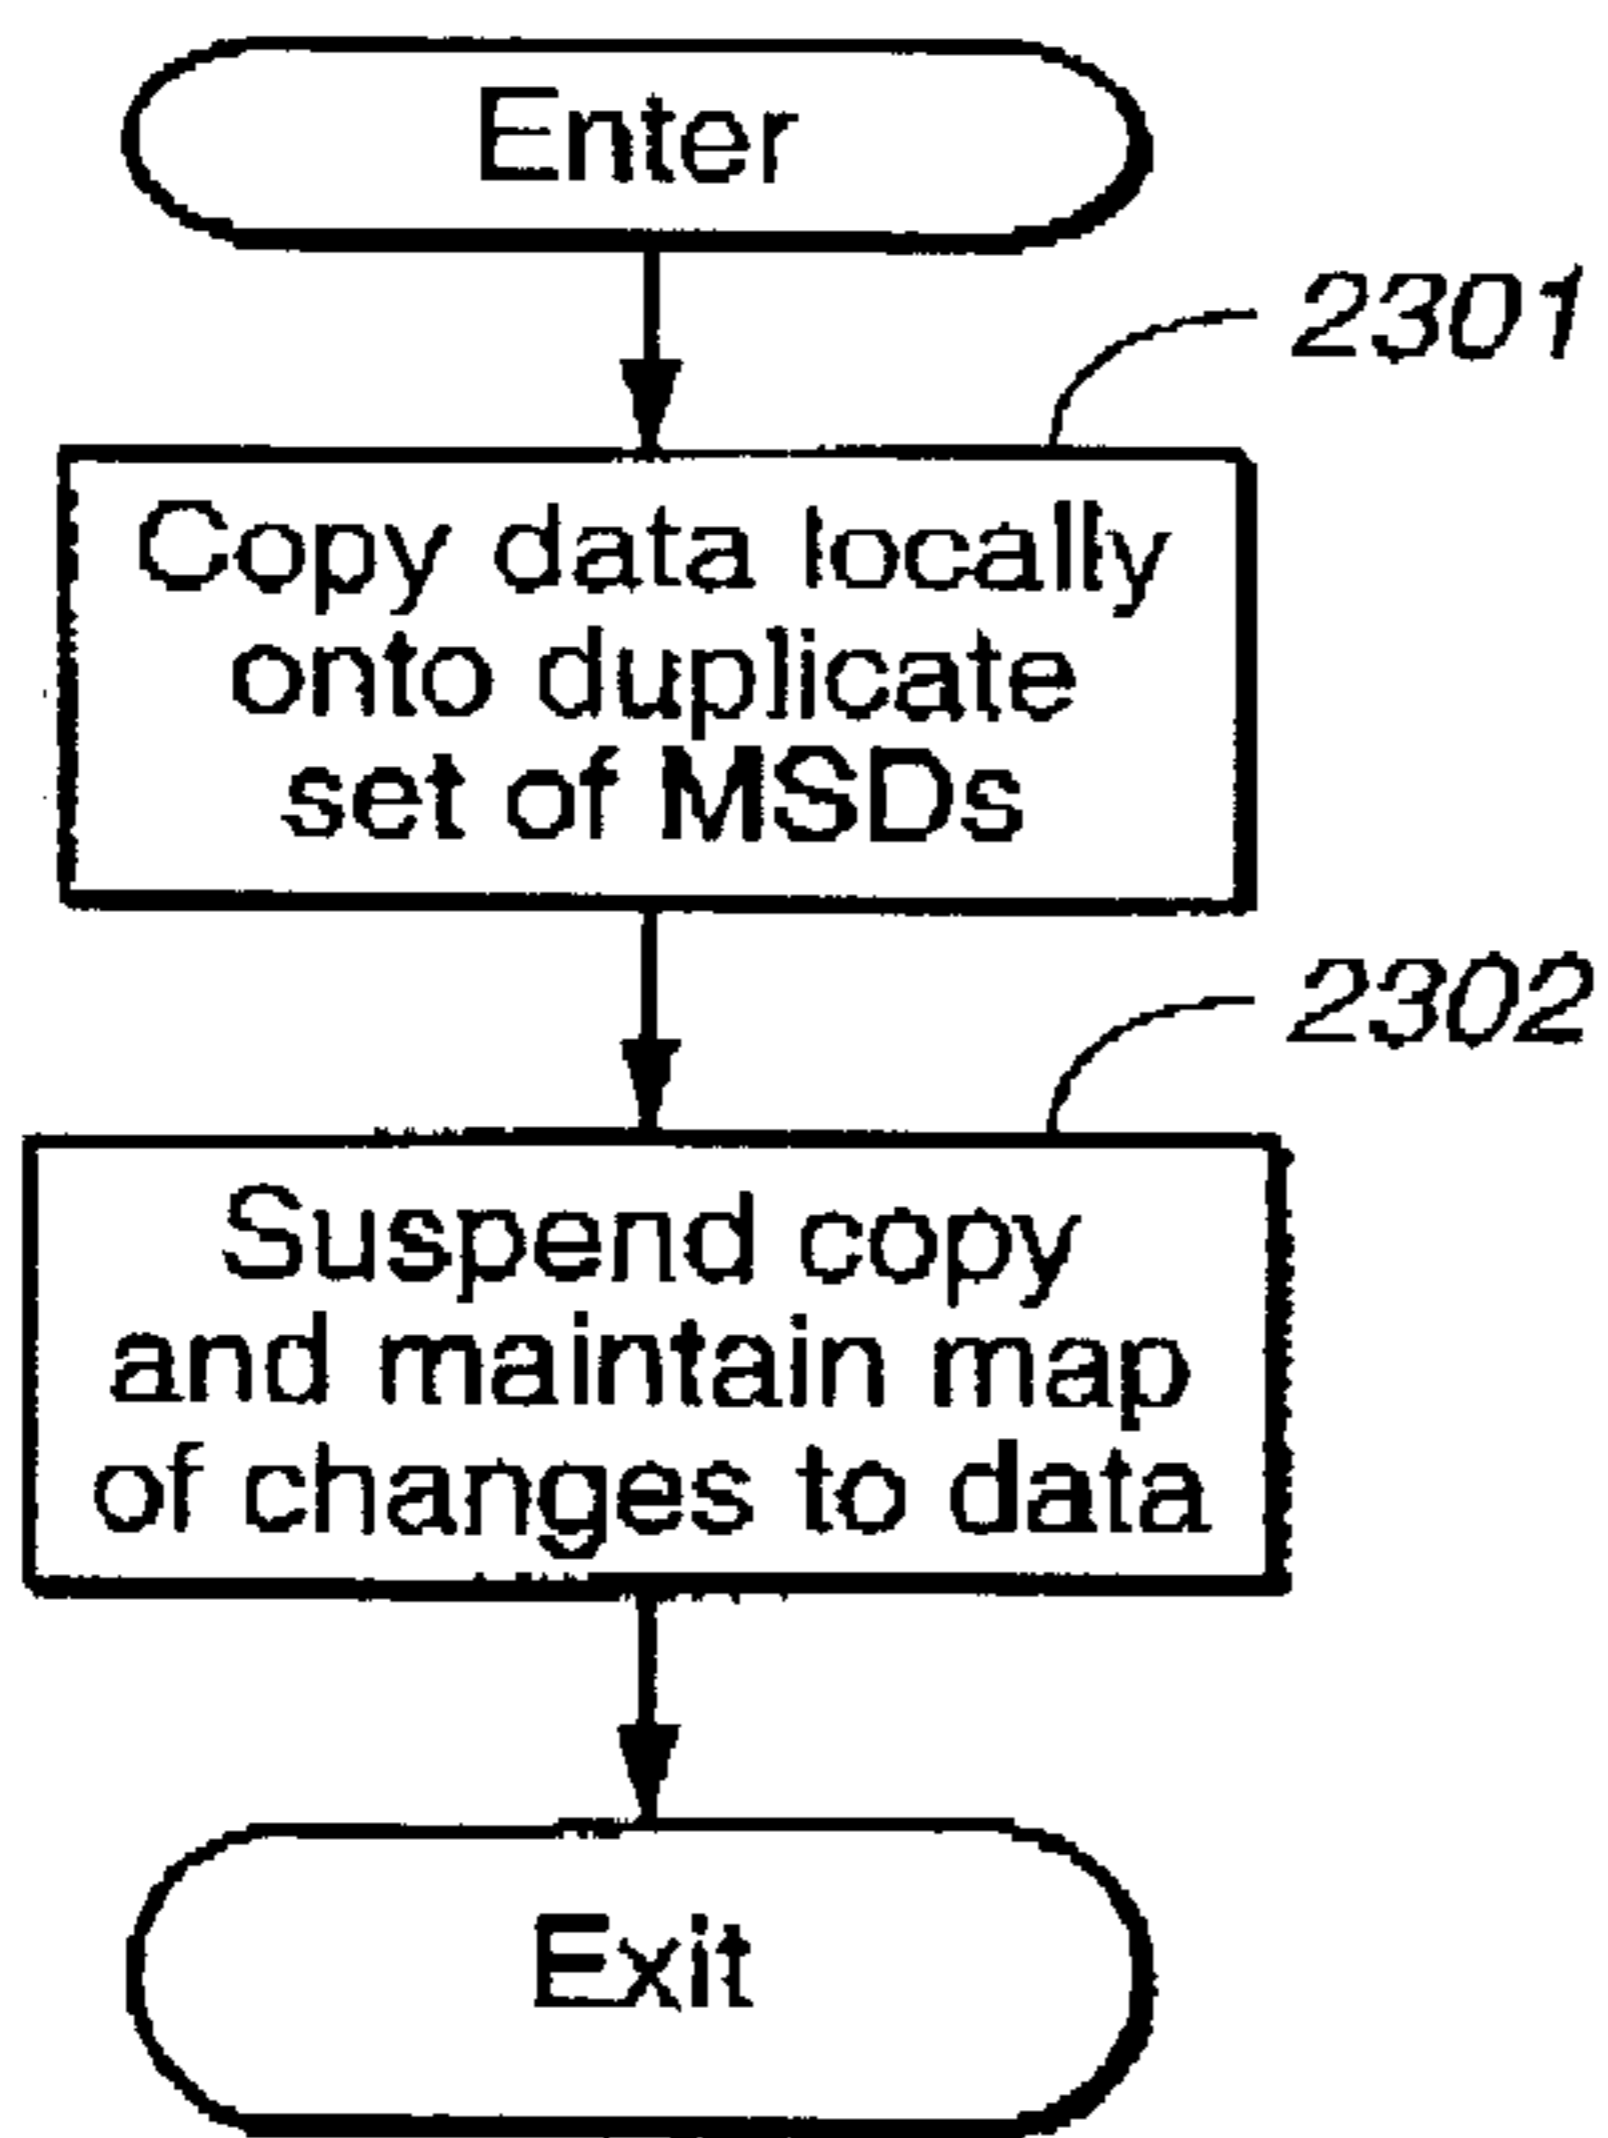 Enter
2301
Copy data locally
onto duplicate
set of MSDs
2302
Suspend copy
and maintain map
of changes to data
Exit